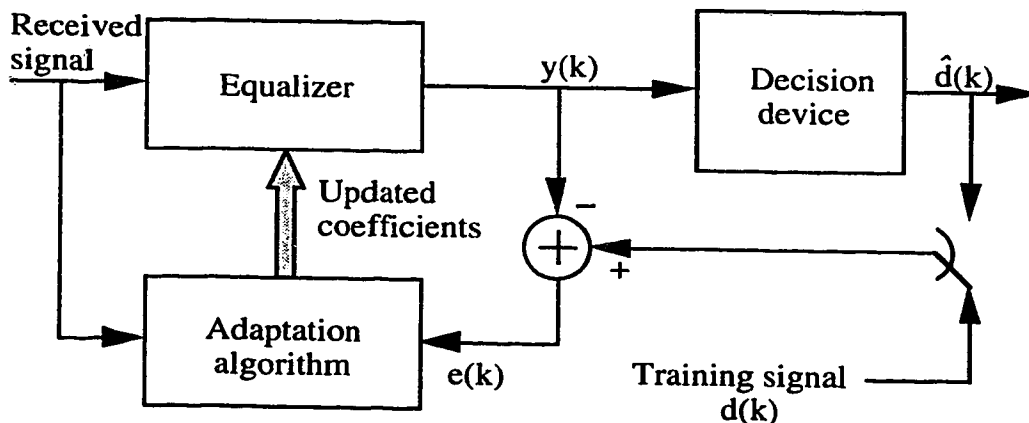 Received
signal
Equalizer
y(k)
Decision
device
d̂(k)
Updated
coefficients
−
+
+
Adaptation
algorithm
e(k)
Training signal
d(k)